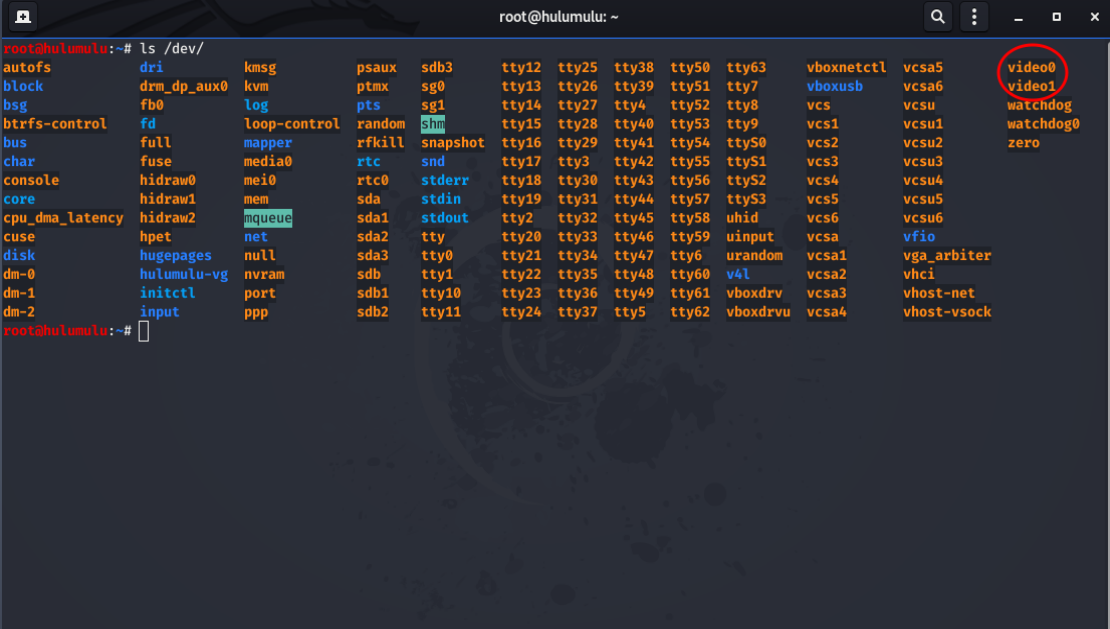 root@hulumulu: ~
root@hulumulu:~# ls /dev/
autofs dri kmsg psaux sdb3 tty12 tty25 tty38 tty50 tty63 vboxnetctl vcsa5 video0
block drm_dp_aux0 kvm ptmx sg0 tty13 tty26 tty39 tty51 tty7 vboxusb vcsa6 video1
bsg fb0 log pts sg1 tty14 tty27 tty4 tty52 tty8 vcs vcsu watchdog
btrfs-control fd loop-control random shm tty15 tty28 tty40 tty53 tty9 vcs1 vcsu1 watchdog0
bus full mapper rfkill snapshot tty16 tty29 tty41 tty54 ttyS0 vcs2 vcsu2 zero
char fuse media0 rtc snd tty17 tty3 tty42 tty55 ttyS1 vcs3 vcsu3
console hidraw0 mei0 rtc0 stderr tty18 tty30 tty43 tty56 ttyS2 vcs4 vcsu4
core hidraw1 mem sda stdin tty19 tty31 tty44 tty57 ttyS3 vcs5 vcsu5
cpu_dma_latency hidraw2 mqueue sda1 stdout tty2 tty32 tty45 tty58 uhid vcs6 vcsu6
cuse hpet net sda2 tty tty20 tty33 tty46 tty59 uinput vcsa vfio
disk hugepages null sda3 tty0 tty21 tty34 tty47 tty6 urandom vcsa1 vga_arbiter
dm-0 hulumulu-vg nvram sdb tty1 tty22 tty35 tty48 tty60 v4l vcsa2 vhci
dm-1 initctl port sdb1 tty10 tty23 tty36 tty49 tty61 vboxdrv vcsa3 vhost-net
dm-2 input ppp sdb2 tty11 tty24 tty37 tty5 tty62 vboxdrvu vcsa4 vhost-vsock
root@hulumulu:~#